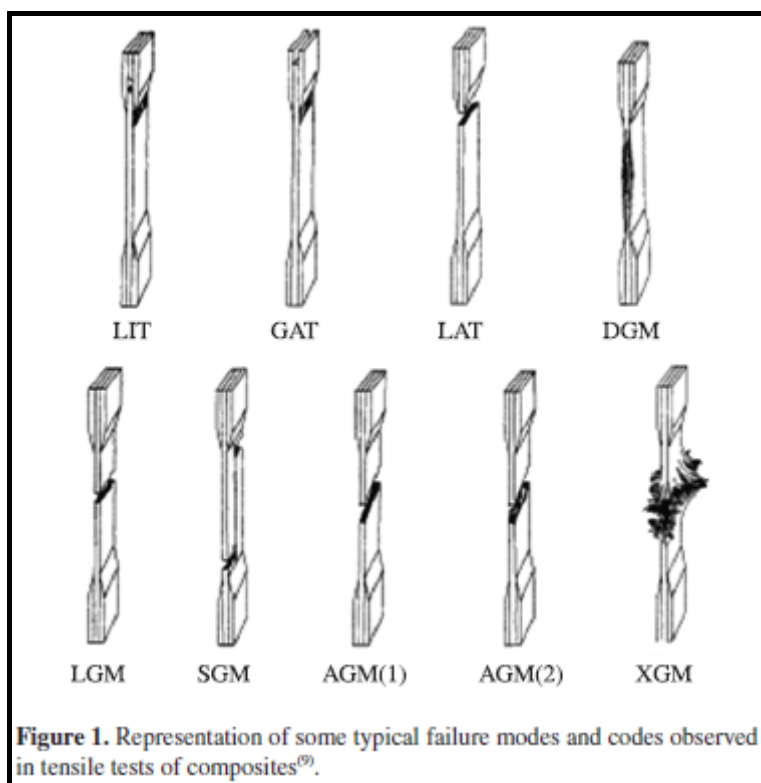 LIT GAT LAT DGM
LGM SGM AGM(1) AGM(2) XGM
Figure 1. Representation of some typical failure modes and codes observed
in tensile tests of composites(9).